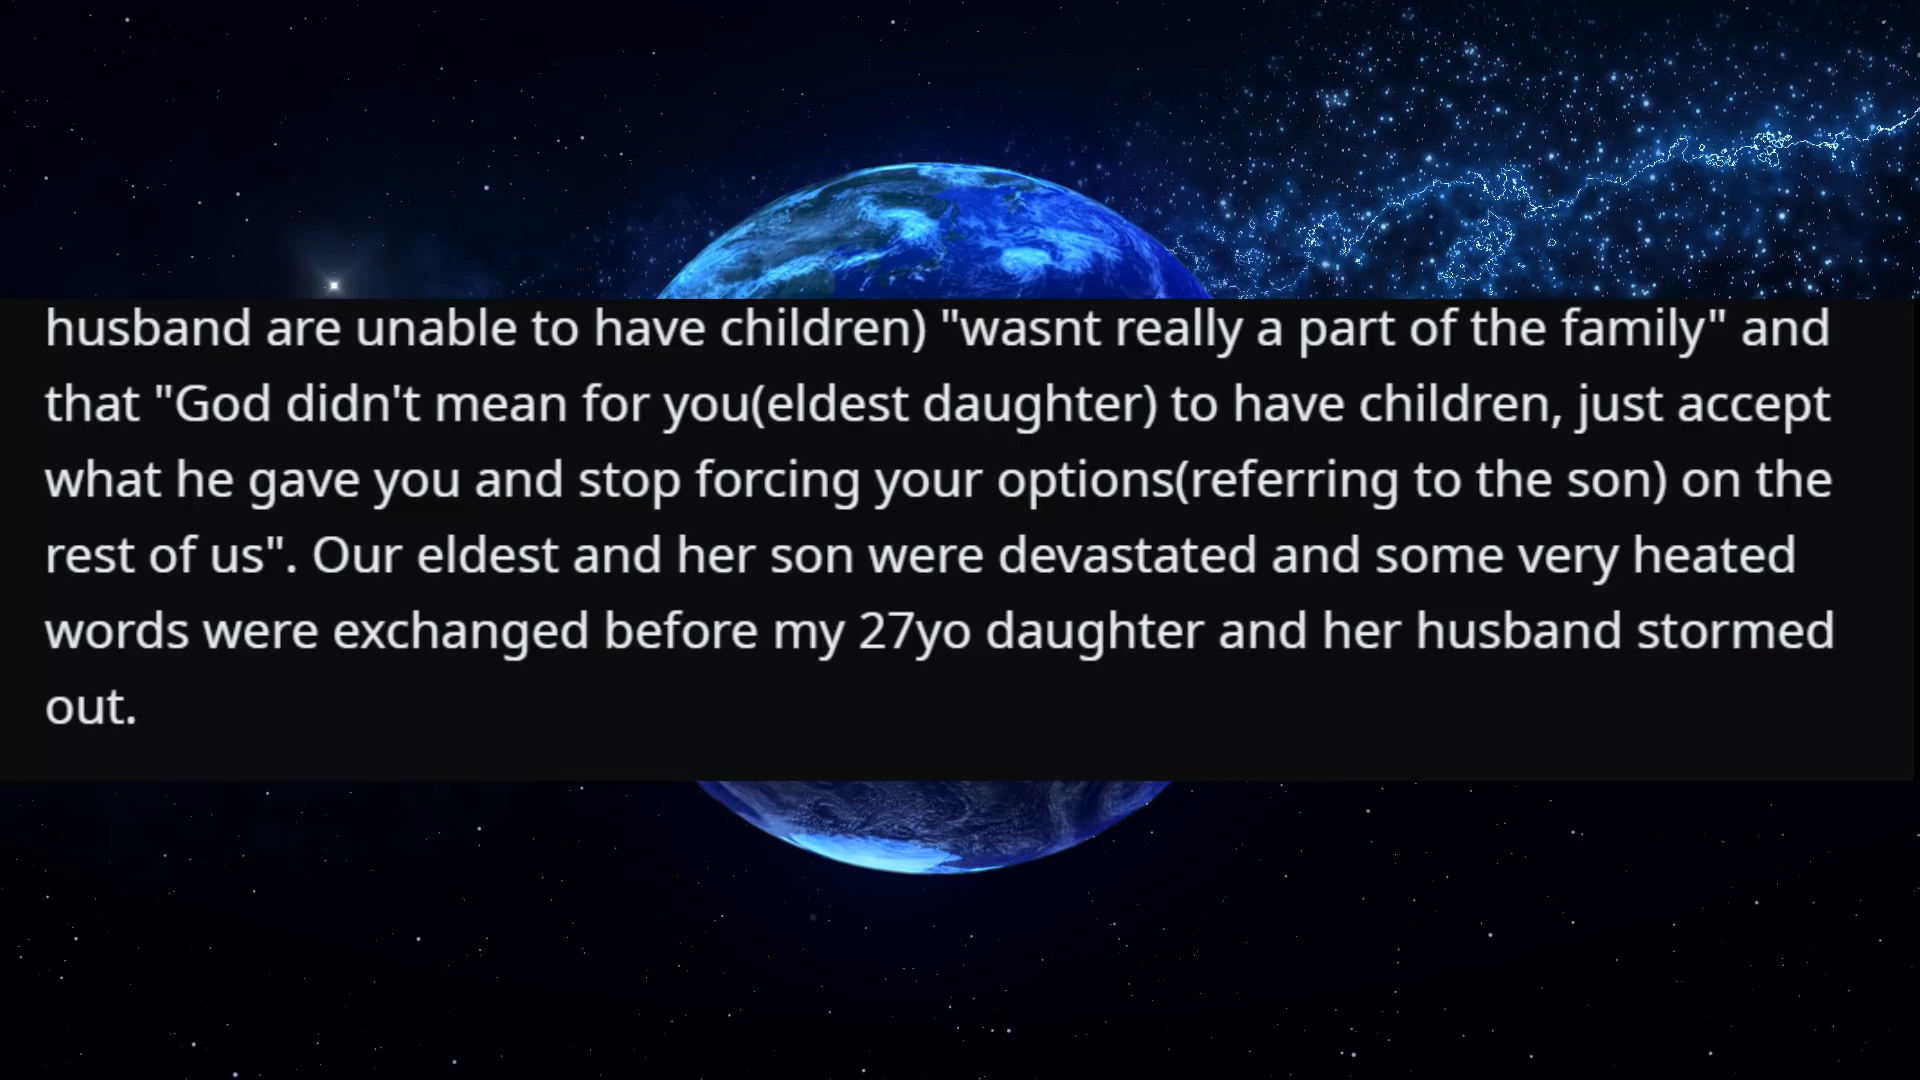 husband are unable to have children) "wasnt really a part of the family" and
that "God didn't mean for you(eldest daughter) to have children, just accept
what he gave you and stop forcing your options(referring to the son) on the
rest of us". Our eldest and her son were devastated and some very heated
words were exchanged before my 27yo daughter and her husband stormed
out.